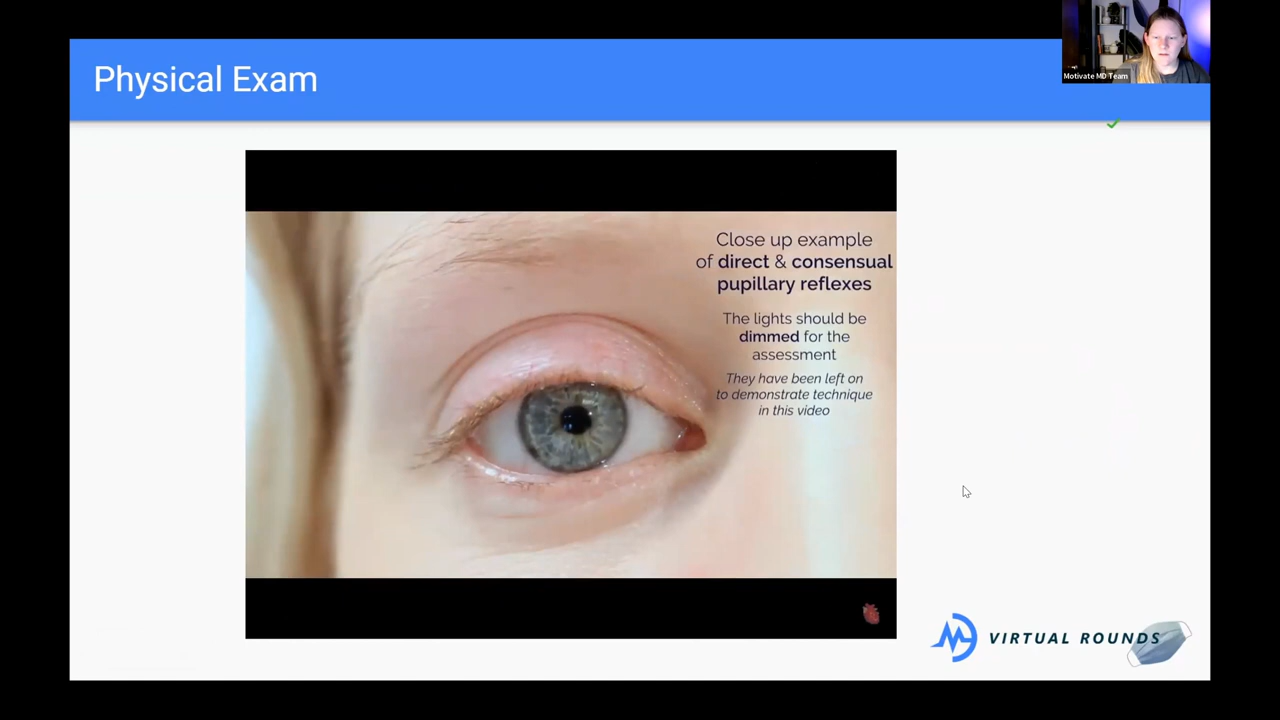 Physical Exam
Motivate MD Team
Close up example
of direct & consensual
pupillary reflexes
The lights should be
dimmed for the
assessment
They have been left on
to demonstrate technique
in this video
VIRTUAL ROUNDS